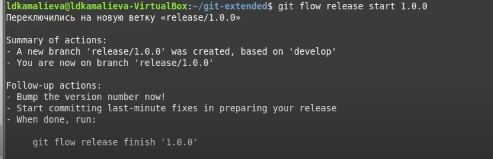 ldkamalieva@ldkamalieva-VirtualBox:~/git-extended$ git flow release start 1.0.0
Переключились на новую ветку «release/1.0.0»
Summary of actions:
- A new branch 'release/1.0.0' was created, based on 'develop'
- You are now on branch 'release/1.0.0'
Follow-up actions:
- Bump the version number now!
- Start committing last-minute fixes in preparing your release
- When done, run:
git flow release finish '1.0.0'